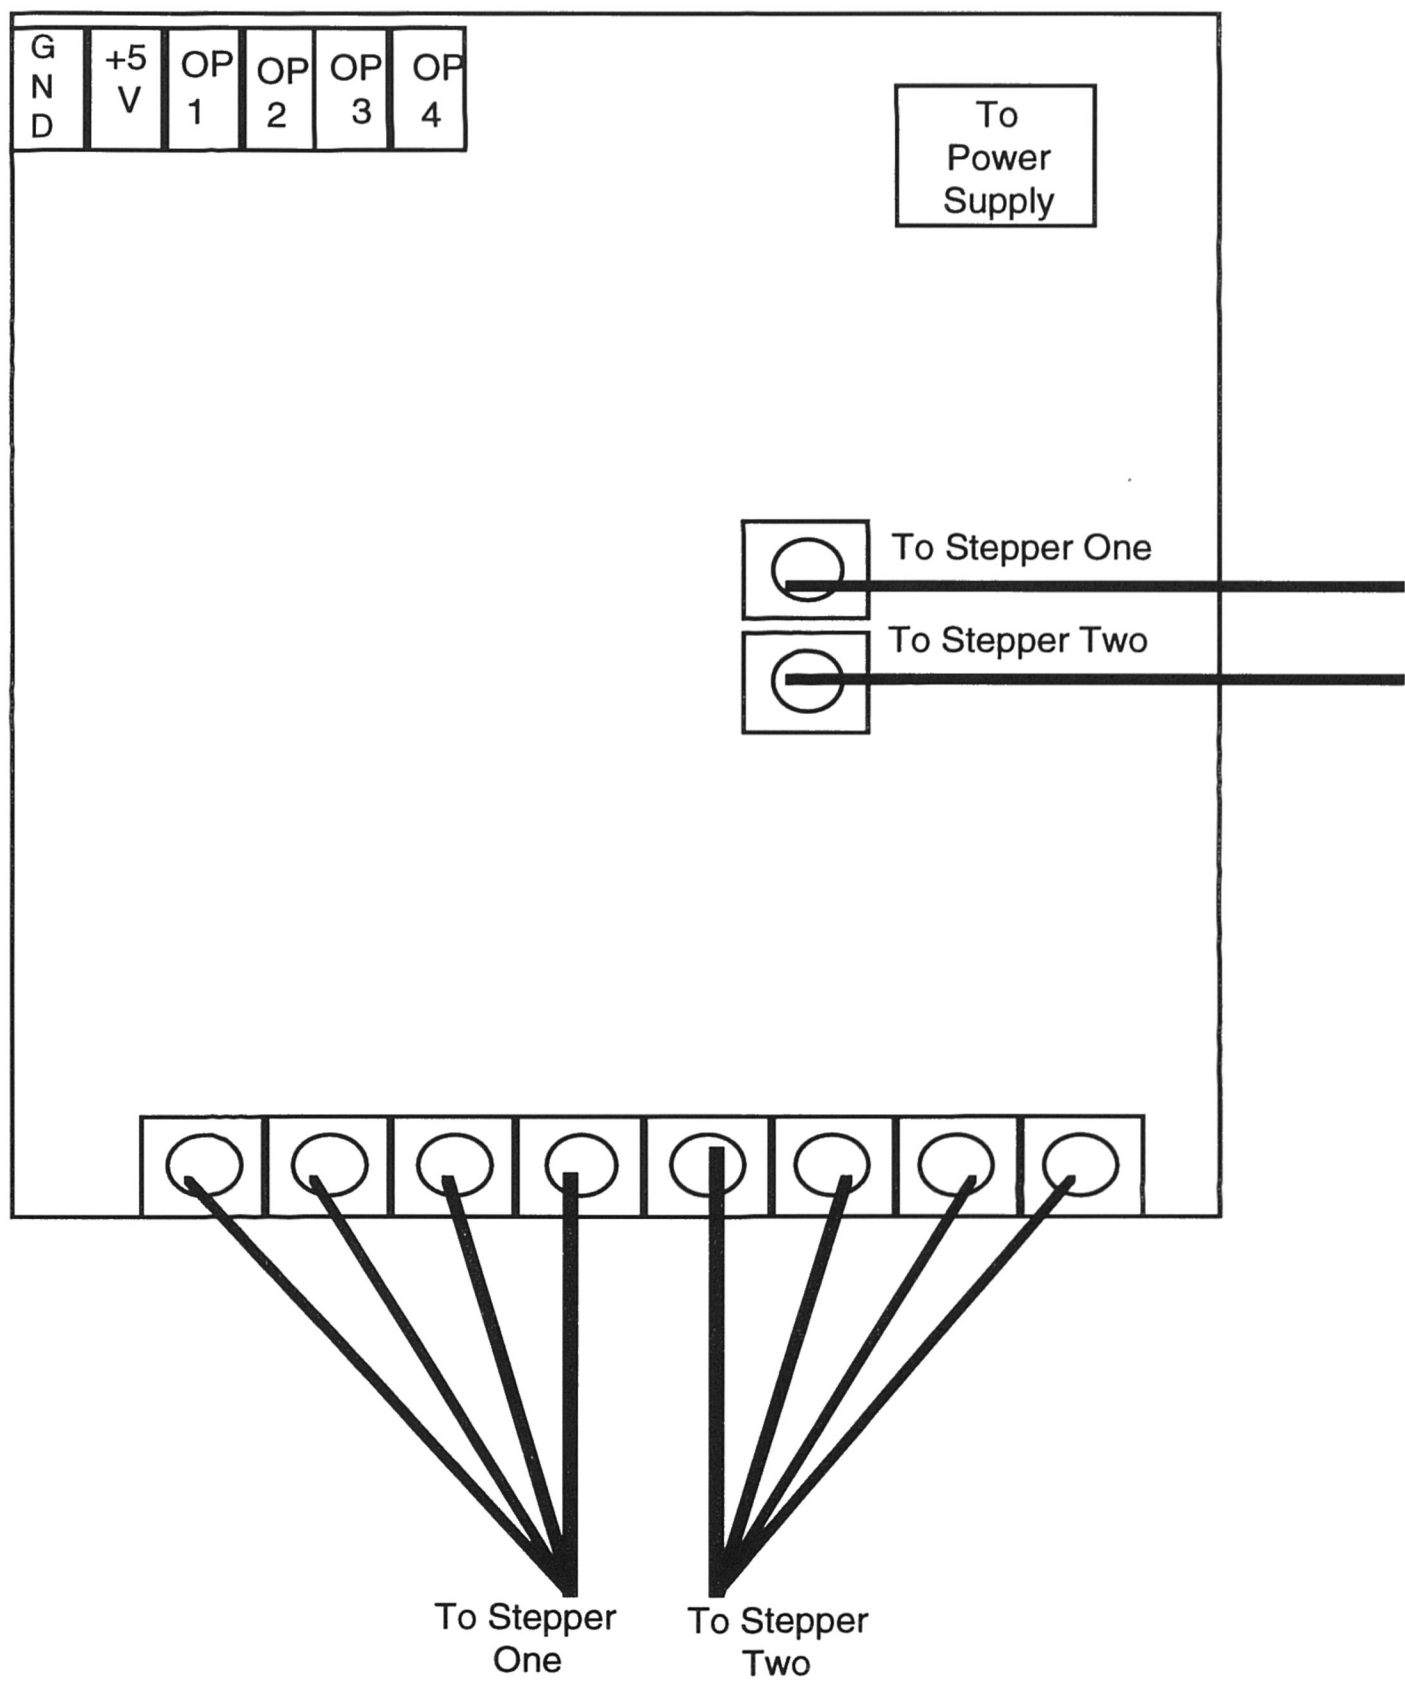 G
N
D
+5
V
OP
1
OP
2
OP
3
OP
4
To
Power
Supply
To Stepper One
To Stepper Two
To Stepper
One
To Stepper
Two